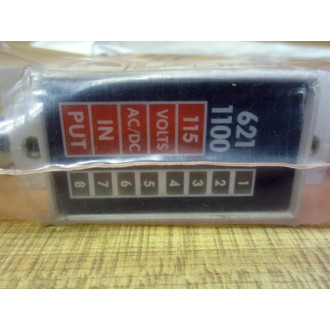 621
1100
115
VOLTS
AC/DC
IN
PUT
1 2 3 4 5 6 7 8